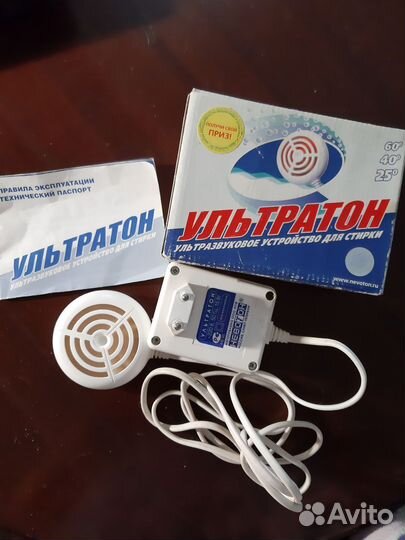 ПОЛУЧИ СВОЙ
ПРИЗ!
60°
40°
25°
УЛЬТРАТОН
УЛЬТРАЗВУКОВОЕ УСТРОЙСТВО ДЛЯ СТИРКИ
www.nevoton.ru
ПРАВИЛА ЭКСПЛУАТАЦИИ
ТЕХНИЧЕСКИЙ ПАСПОРТ
УЛЬТРАТОН
УЛЬТРАЗВУКОВОЕ УСТРОЙСТВО ДЛЯ СТИРКИ
УЛЬТРАТОН
НЕВОТОН
Avito